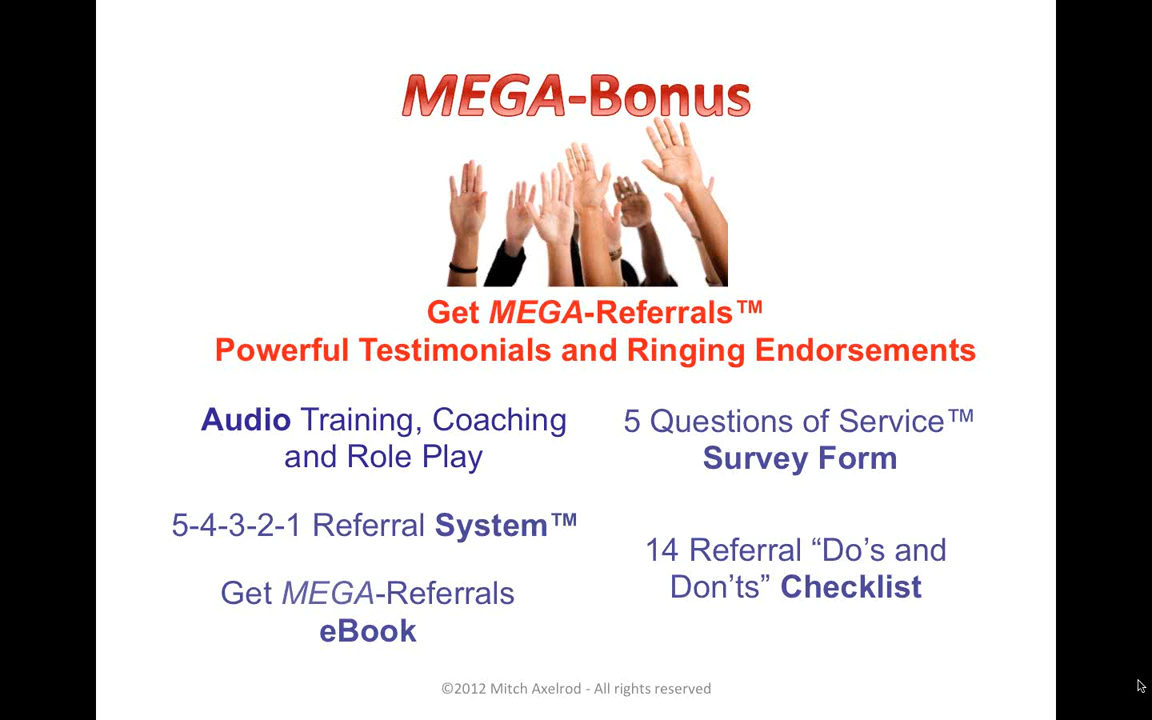 MEGA-Bonus
Get MEGA-Referrals™
Powerful Testimonials and Ringing Endorsements
Audio Training, Coaching
and Role Play
5-4-3-2-1 Referral System™
Get MEGA-Referrals
eBook
5 Questions of Service™
Survey Form
14 Referral “Do’s and
Don’ts” Checklist
©2012 Mitch Axelrod - All rights reserved